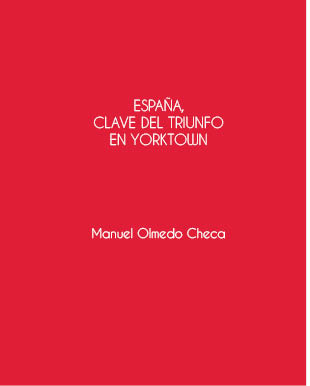 ESPAÑA,
CLAVE DEL TRIUNFO
EN YORKTOWN
Manuel Olmedo Checa